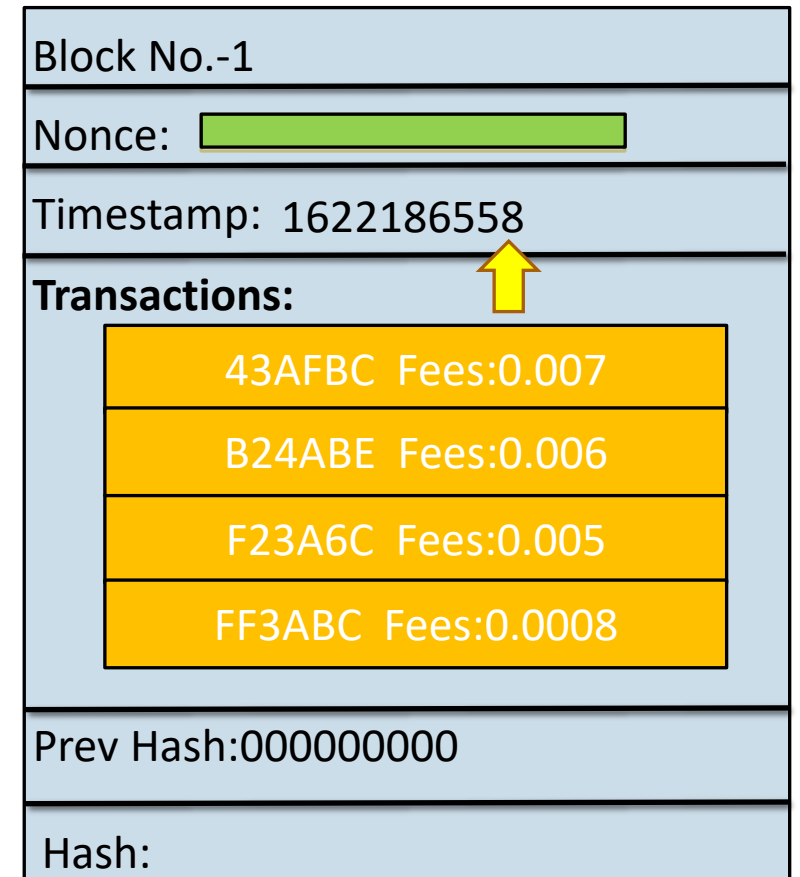 Block No.-1
Nonce:
Timestamp: 1622186558
Transactions:
43AFBC Fees:0.007
B24ABE Fees:0.006
F23A6C Fees:0.005
FF3ABC Fees:0.0008
Prev Hash:000000000
Hash: